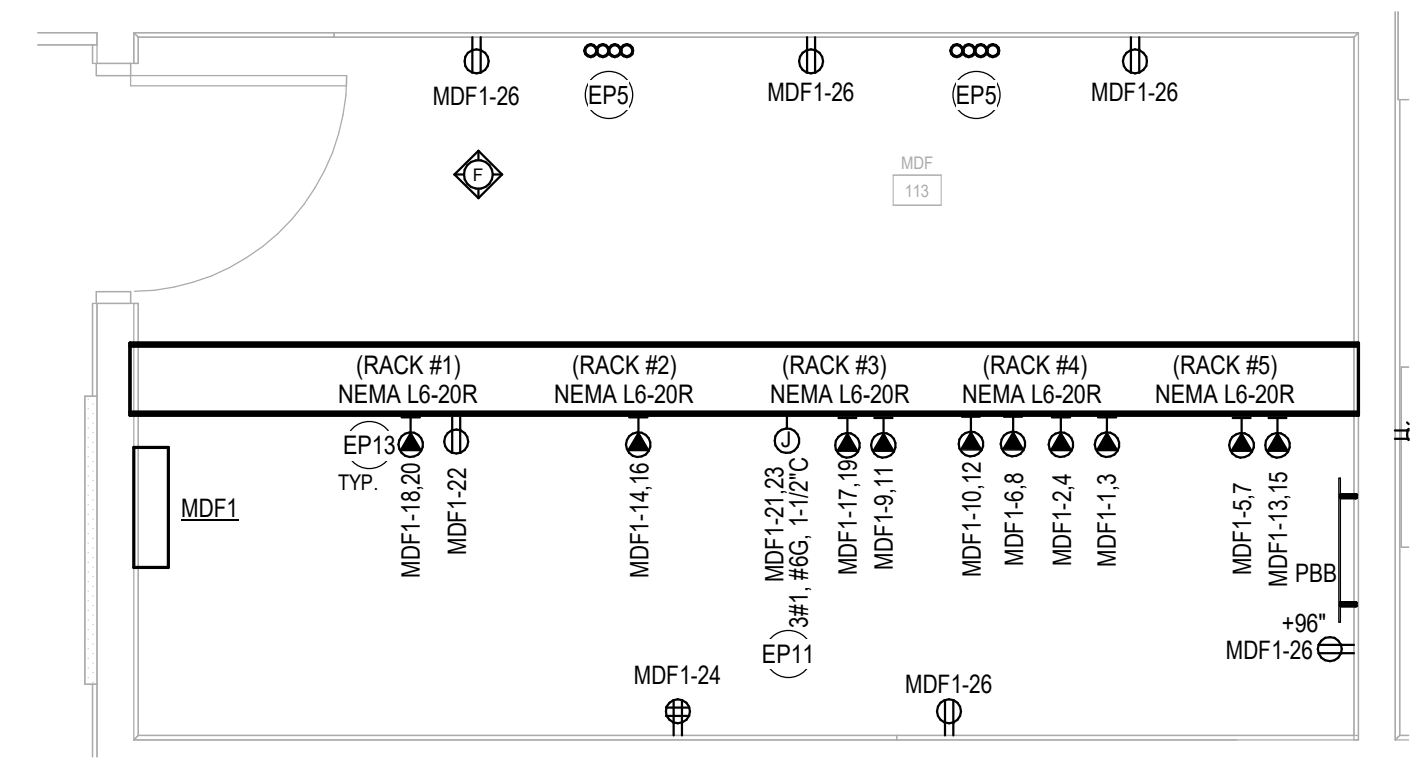 MDF1-26
EP5
MDF1-26
EP5
MDF1-26
F
MDF
113
(RACK #1)
NEMA L6-20R
(RACK #2)
NEMA L6-20R
(RACK #3)
NEMA L6-20R
(RACK #4)
NEMA L6-20R
(RACK #5)
NEMA L6-20R
EP13
TYP.
MDF1
MDF1-18,20
MDF1-22
MDF1-14,16
J
MDF1-21,23
3#1, #6G, 1-1/2"C
EP11
MDF1-17,19
MDF1-9,11
MDF1-10,12
MDF1-6,8
MDF1-2,4
MDF1-1,3
MDF1-5,7
MDF1-13,15
PBB
+96"
MDF1-26
MDF1-24
MDF1-26